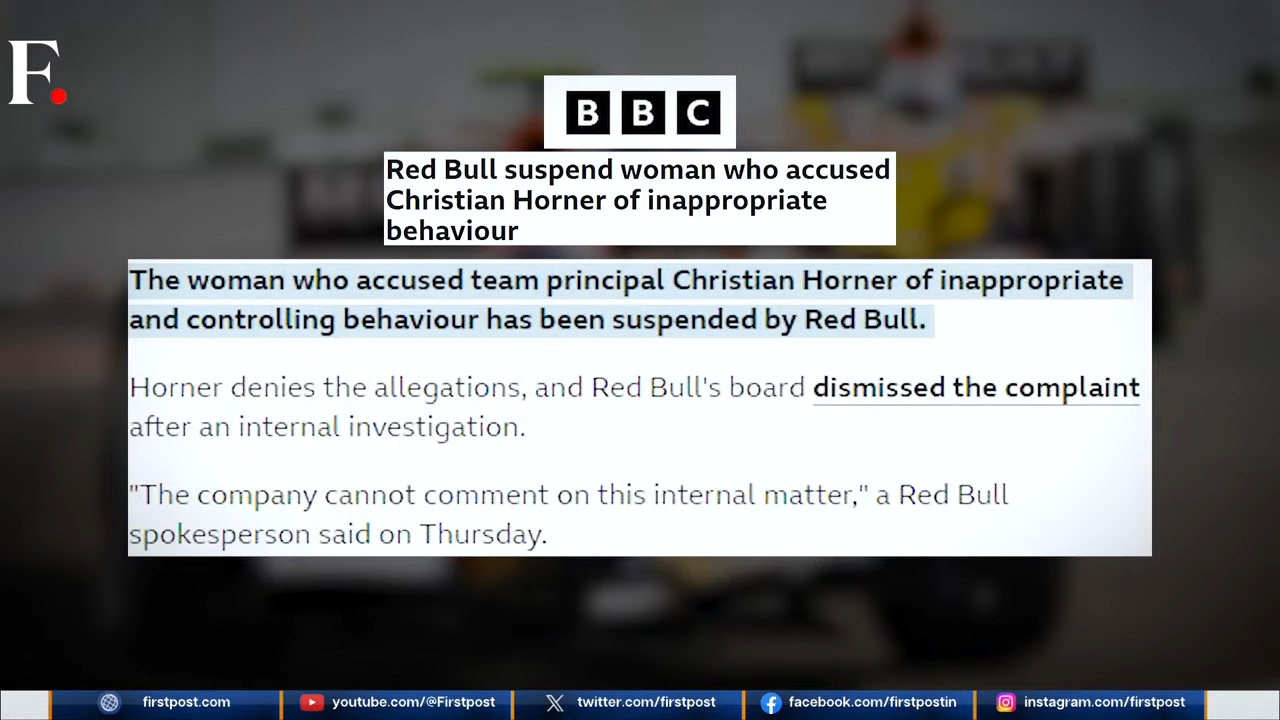 F.
BBC
Red Bull suspend woman who accused
Christian Horner of inappropriate
behaviour
The woman who accused team principal Christian Horner of inappropriate
and controlling behaviour has been suspended by Red Bull.
Horner denies the allegations, and Red Bull's board dismissed the complaint
after an internal investigation.
"The company cannot comment on this internal matter," a Red Bull
spokesperson said on Thursday.
firstpost.com youtube.com/@Firstpost twitter.com/firstpost facebook.com/firstpostin instagram.com/firstpost